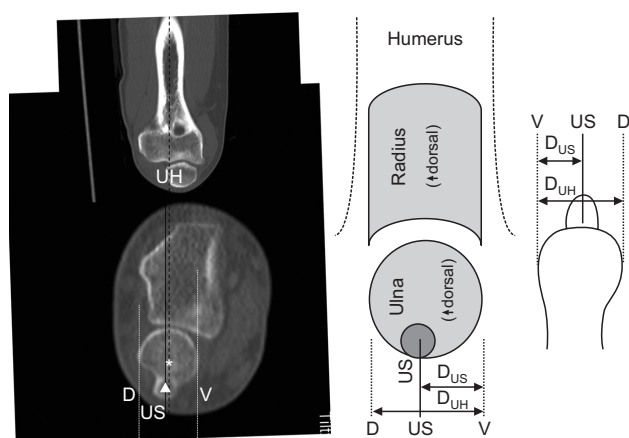 UH
*
D
V
US
Humerus
Radius
(↑dorsal)
Ulna
(↑dorsal)
US
D_US
D_UH
D
US
V
V
US
D
D_US
D_UH